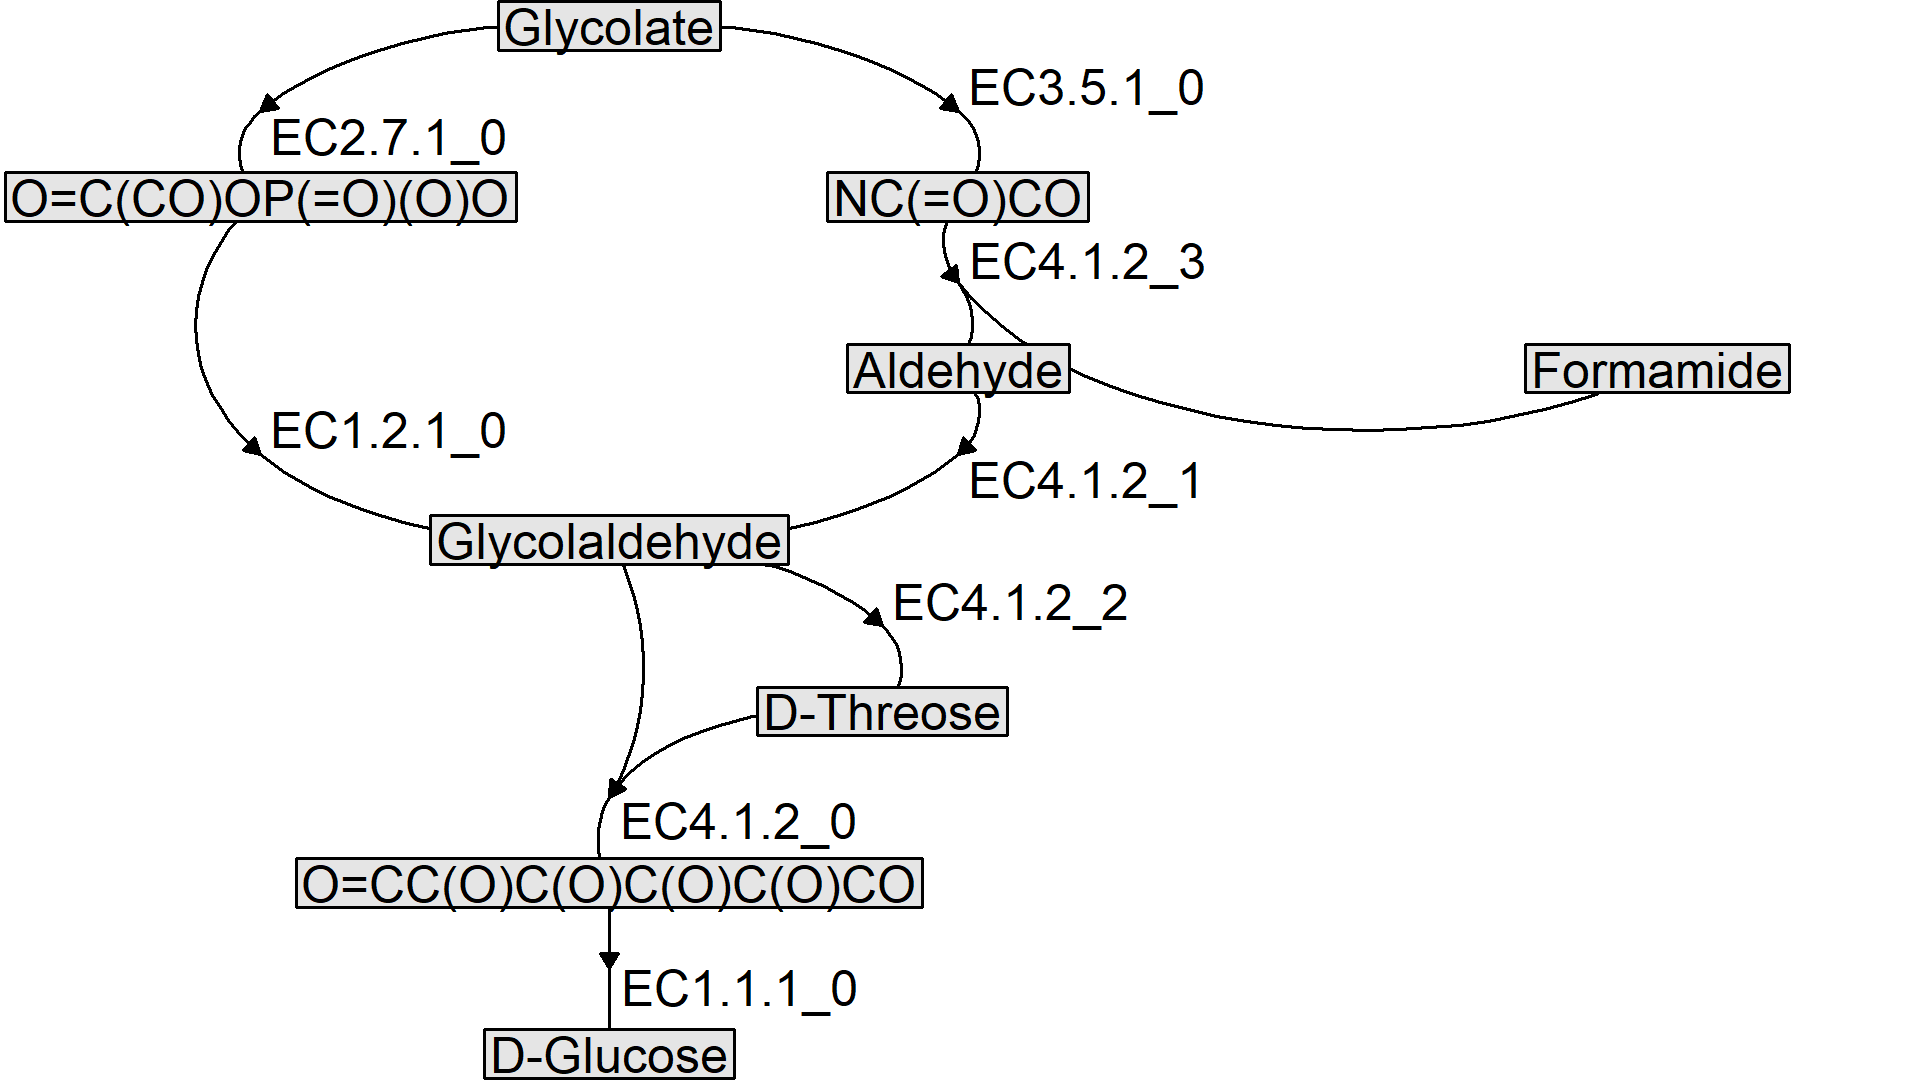 Glycolate
EC3.5.1_0
EC2.7.1_0
O=C(CO)OP(=O)(O)O
NC(=O)CO
EC4.1.2_3
Aldehyde
Formamide
EC1.2.1_0
EC4.1.2_1
Glycolaldehyde
EC4.1.2_2
D-Threose
EC4.1.2_0
O=CC(O)C(O)C(O)C(O)CO
EC1.1.1_0
D-Glucose